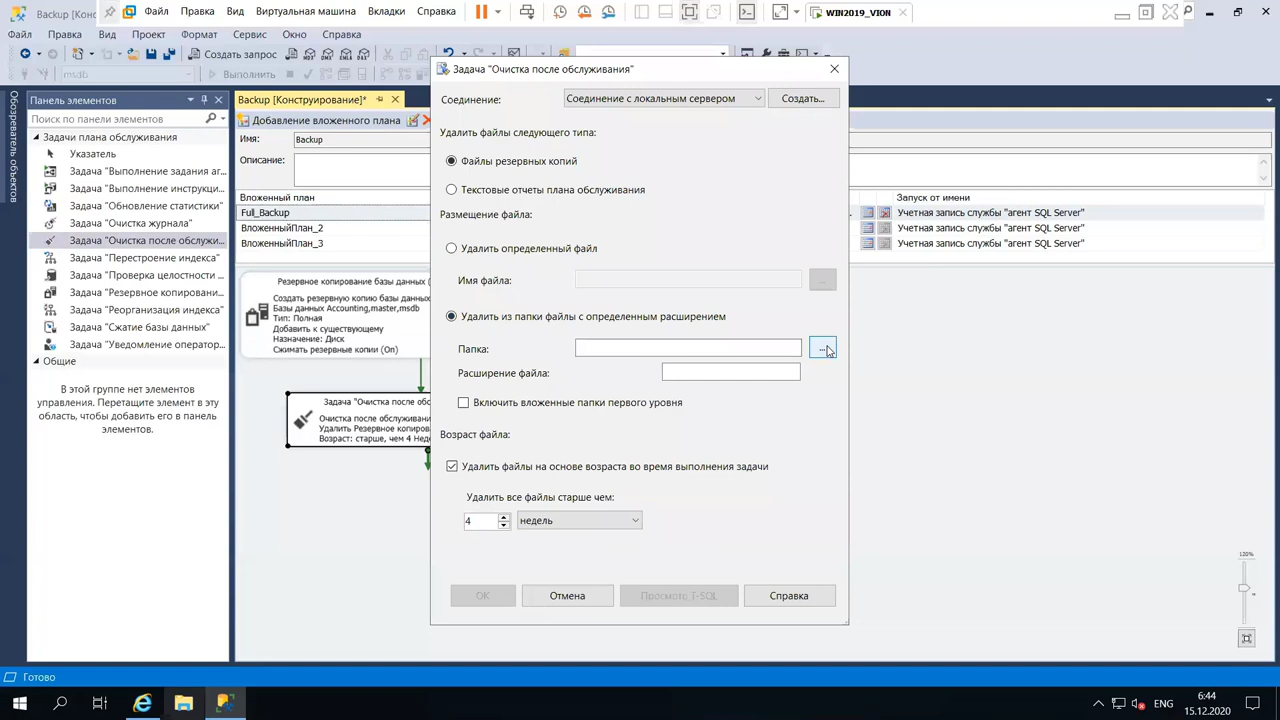 Backup [Конс
Файл Правка Вид Виртуальная машина Вкладки Справка
WIN2019_VION
Файл Правка Вид Проект Формат Сервис Окно Справка
Создать запрос
msdb
Выполнить
Обозреватель объектов
Панель элементов
Поиск по панели элементов
Задачи плана обслуживания
Указатель
Задача "Выполнение задания аг...
Задача "Выполнение инструкци...
Задача "Обновление статистики"
Задача "Очистка журнала"
Задача "Очистка после обслужи...
Задача "Перестроение индекса"
Задача "Проверка целостности
Задача "Резервное копировани...
Задача "Реорганизация индекса"
Задача "Сжатие базы данных"
Задача "Уведомление оператор...
Общие
В этой группе нет элементов
управления. Перетащите элемент в эту
область, чтобы добавить его в панель
элементов.
Backup [Конструирование]*
Добавление вложенного плана
Имя: Backup
Описание:
Вложенный план
Full_Backup
ВложенныйПлан_2
ВложенныйПлан_3
Запуск от имени
Учетная запись службы "агент SQL Server"
Учетная запись службы "агент SQL Server"
Учетная запись службы "агент SQL Server"
Резервное копирование базы данных (
Создать резервную копию базы данных
Базы данных Accounting,master,msdb
Тип: Полная
Добавить к существующему
Назначение: Диск
Сжимать резервные копии (On)
Задача "Очистка после обс
Очистка после обслуживания
Удалить Резервное копирова
Возраст: старше, чем 4 Неде
Задача "Очистка после обслуживания"
Соединение: Соединение с локальным сервером Создать...
Удалить файлы следующего типа:
Файлы резервных копий
Текстовые отчеты плана обслуживания
Размещение файла:
Удалить определенный файл
Имя файла: ...
Удалить из папки файлы с определенным расширением
Папка: ...
Расширение файла:
Включить вложенные папки первого уровня
Возраст файла:
Удалить файлы на основе возраста во время выполнения задачи
Удалить все файлы старше чем:
4 недель
ОК Отмена Просмотр T-SQL Справка
120%
Готово
ENG
6:44
15.12.2020